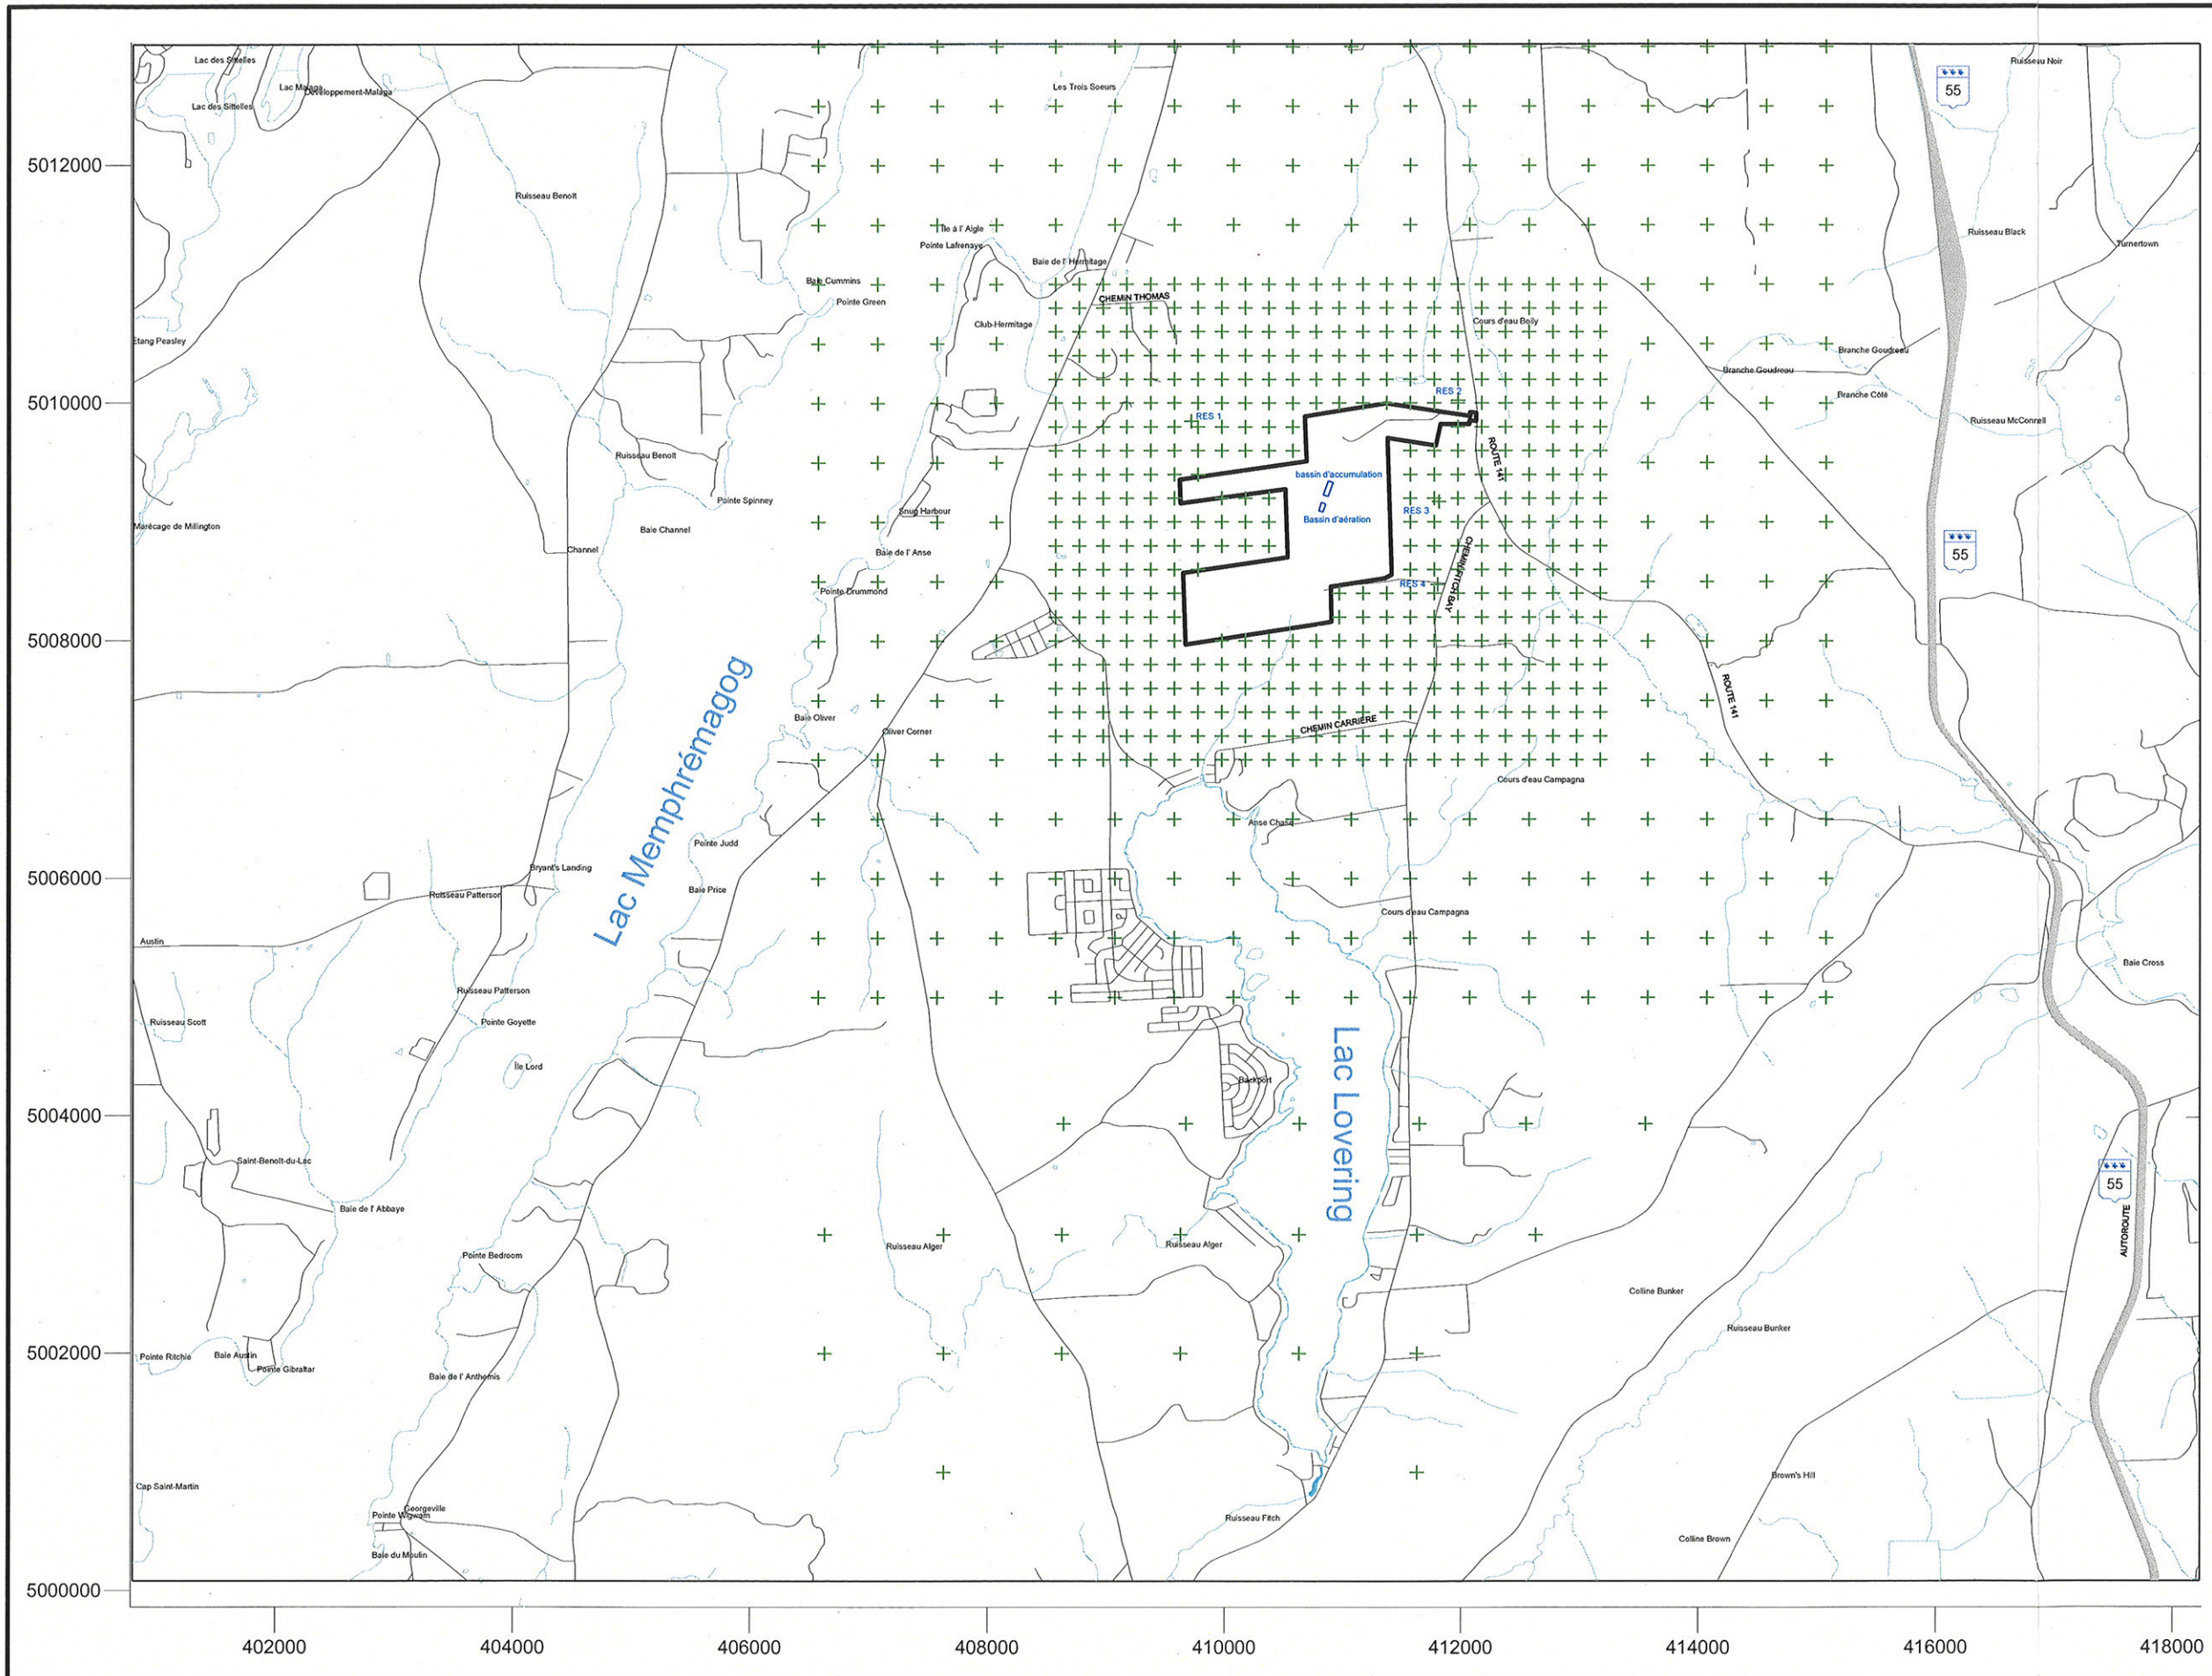 Lac des Sitelles
Lac Malaga
Développement-Malaga
Lac des Sittelles
Les Trois Soeurs
55
Ruisseau Noir
5012000
Ruisseau Benoit
Île à l' Aigle
Pointe Lafrenaye
Baie de l' Hermitage
Ruisseau Black
Turnertown
Baie Cummins
Pointe Green
CHEMIN THOMAS
Club-Hermitage
Cours d'eau Boily
Étang Peasley
Branche Goudreau
Branche Goudreau
Branche Côté
5010000
RES 1
RES 2
Ruisseau McConnell
Ruisseau Benoit
ROUTE 141
bassin d'accumulation
Pointe Spinney
Snug Harbour
RES 3
Bassin d'aération
Marécage de Millington
Baie Channel
Channel
Baie de l' Anse
55
CHEMIN FITCH BAY
Pointe Drummond
RES 4
5008000
Lac Memphrémagog
ROUTE 141
Baie Oliver
Oliver Corner
CHEMIN CARRIÈRE
Cours d'eau Campagna
Anse Chase
Pointe Judd
5006000
Bryant's Landing
Ruisseau Patterson
Baie Price
Cours d'eau Campagna
Austin
Baie Cross
Ruisseau Patterson
Ruisseau Scott
Pointe Goyette
Île Lord
Lac Lovering
Backport
5004000
Saint-Benoît-du-Lac
55
Baie de l' Abbaye
AUTOROUTE
Pointe Bedroom
Ruisseau Alger
Ruisseau Alger
Colline Bunker
Ruisseau Bunker
5002000
Pointe Ritchie
Baie Austin
Pointe Gibraltar
Baie de l' Anthemis
Brown's Hill
Cap Saint-Martin
Georgeville
Pointe Wigwam
Ruisseau Fitch
Colline Brown
Baie du Moulin
5000000
402000
404000
406000
408000
410000
412000
414000
416000
418000